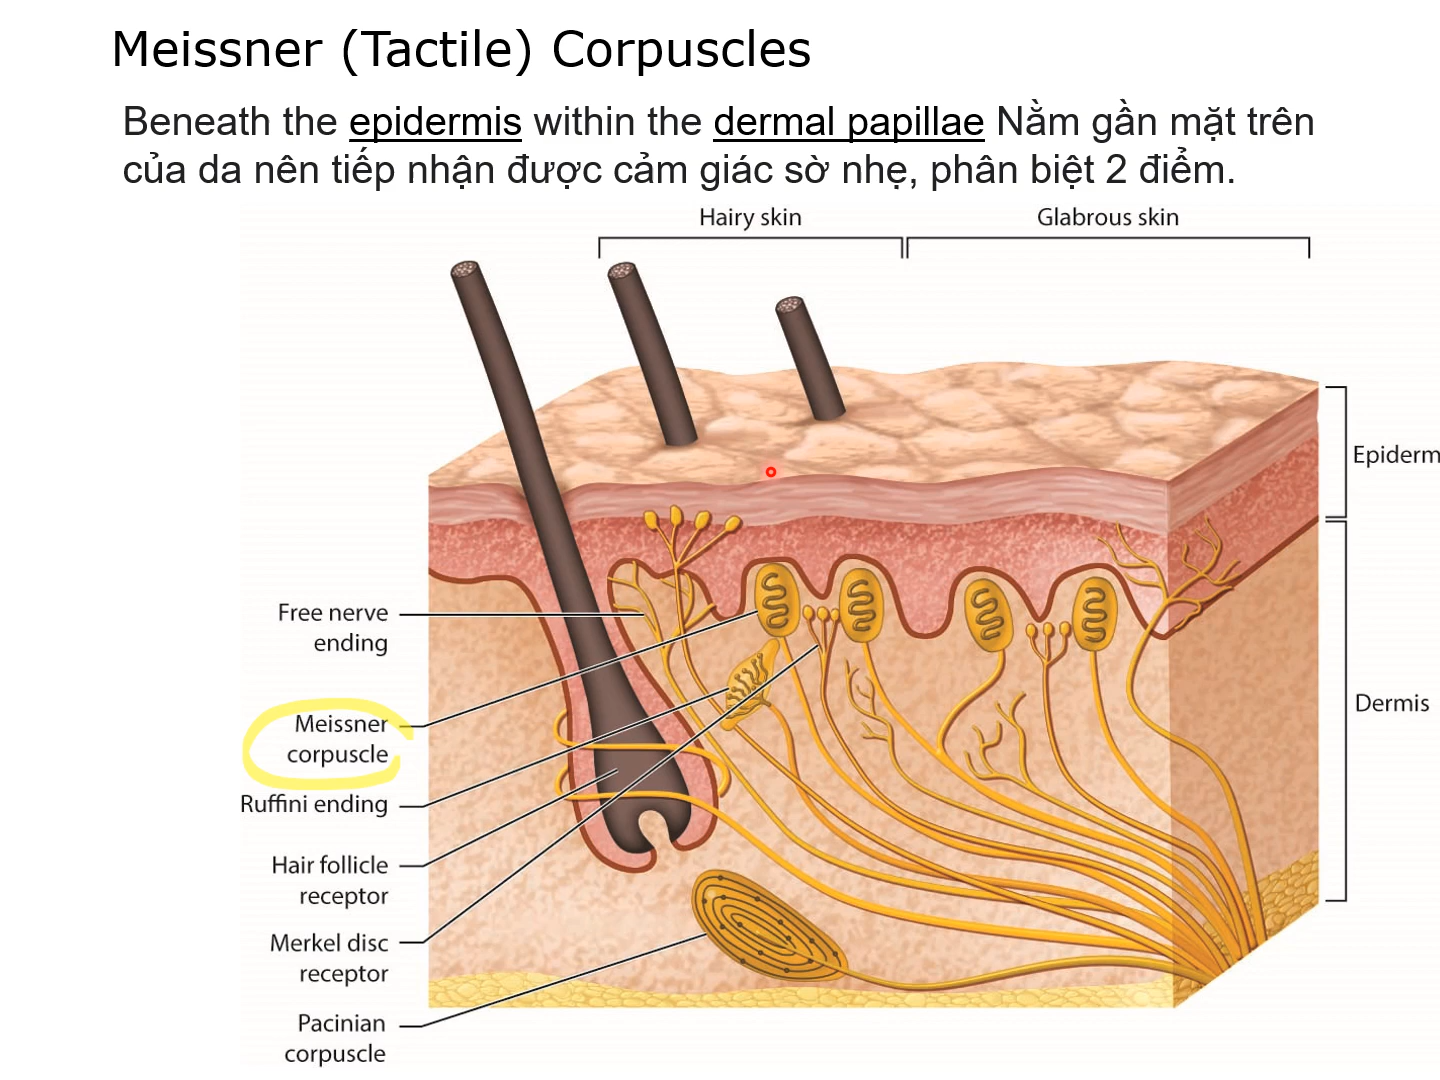 Meissner (Tactile) Corpuscles
Beneath the epidermis within the dermal papillae Nằm gần mặt trên
của da nên tiếp nhận được cảm giác sờ nhẹ, phân biệt 2 điểm.
Hairy skin
Glabrous skin
Epiderm
Free nerve
ending
Meissner
corpuscle
Dermis
Ruffini ending
Hair follicle
receptor
Merkel disc
receptor
Pacinian
corpuscle